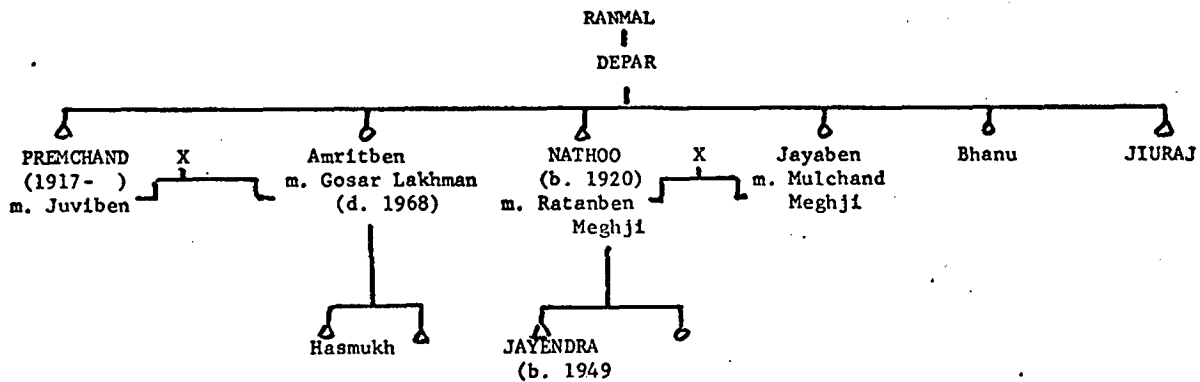 RANMAL
DEPAR
PREMCHAND X Amritben NATHOO X Jayaben Bhanu JIURAJ
(1917- ) m. Gosar Lakhman (b. 1920) m. Mulchand
m. Juviben (d. 1968) m. Ratanben Meghji
Meghji
Hasmukh JAYENDRA
(b. 1949